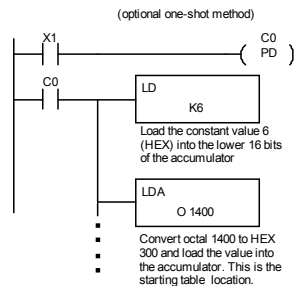 (optional one-shot method)
X1
C0
PD
C0
LD
K6
Load the constant value 6
(HEX) into the lower 16 bits
of the accumulator
LDA
O 1400
Convert octal 1400 to HEX
300 and load the value into
the accumulator. This is the
starting table location.